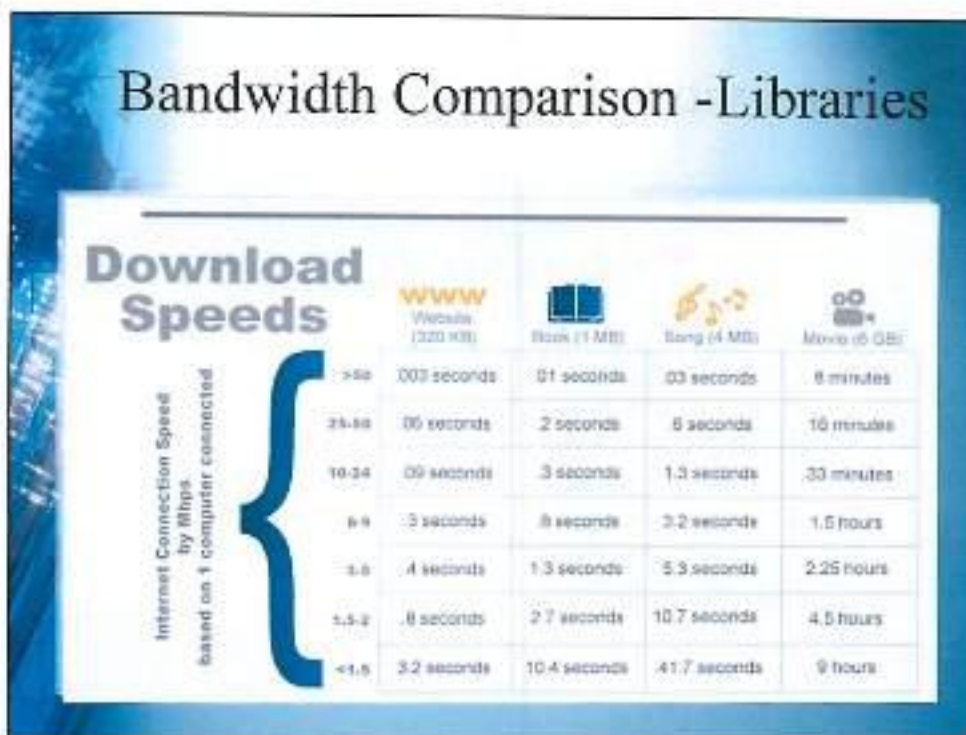 Bandwidth Comparison -Libraries
Download
Speeds
www
Website
(320 KB)
Book (1 MB)
Song (4 MB)
Movie (6 GB)
Internet Connection Speed
by Mbps
based on 1 computer connected
>50 .003 seconds .01 seconds .03 seconds 8 minutes
25-50 .05 seconds .2 seconds .6 seconds 16 minutes
10-24 .09 seconds .3 seconds 1.3 seconds .33 minutes
6-9 .3 seconds .8 seconds 3.2 seconds 1.5 hours
3-5 .4 seconds 1.3 seconds 5.3 seconds 2.25 hours
1.5-2 .8 seconds 2.7 seconds 10.7 seconds 4.5 hours
<1.5 3.2 seconds 10.4 seconds 41.7 seconds 9 hours